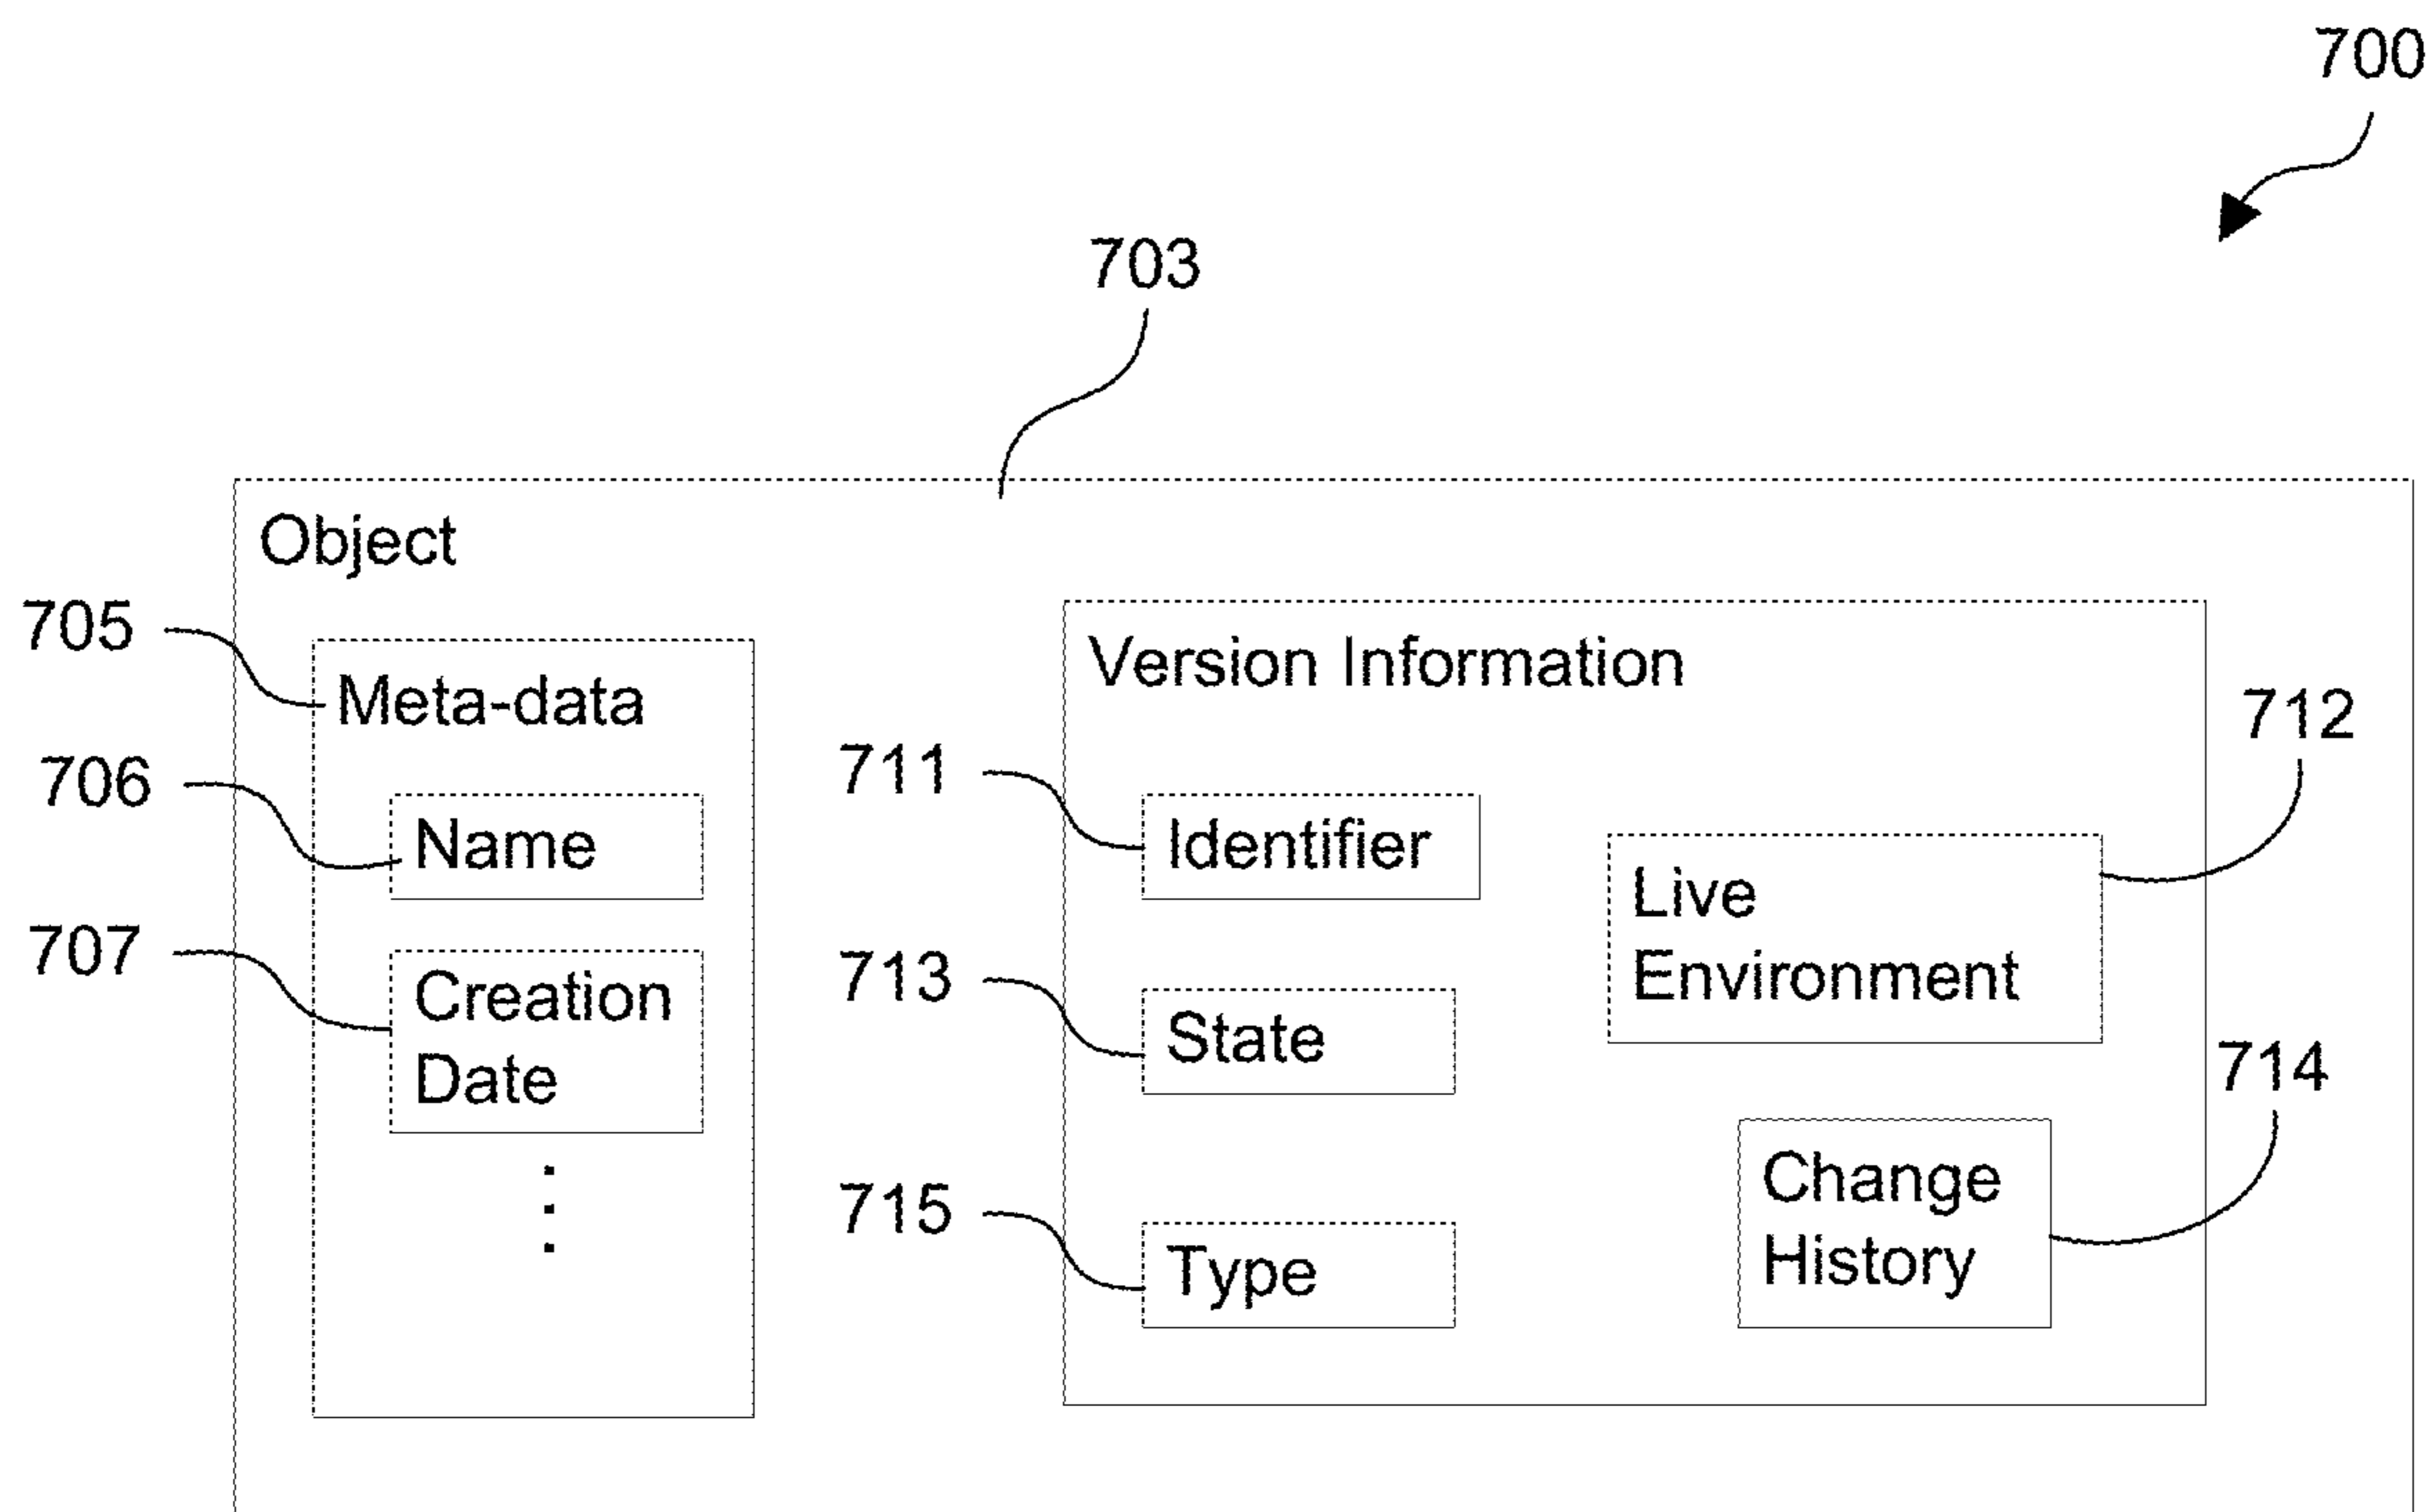 700
703
Object
705
Meta-data
Version Information
712
706
Name
711
Identifier
Live
Environment
707
Creation
Date
713
State
714
Change
History
715
Type